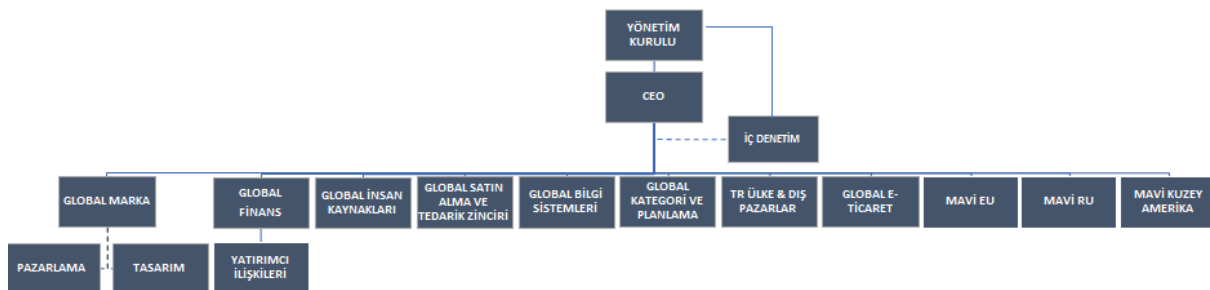 YÖNETİM
KURULU
CEO
İÇ DENETİM
GLOBAL MARKA
GLOBAL
FİNANS
GLOBAL İNSAN
KAYNAKLARI
GLOBAL SATIN
ALMA VE
TEDARİK ZİNCİRİ
GLOBAL BİLGİ
SİSTEMLERİ
GLOBAL
KATEGORİ VE
PLANLAMA
TR ÜLKE & DIŞ
PAZARLAR
GLOBAL E-
TİCARET
MAVİ EU
MAVİ RU
MAVİ KUZEY
AMERİKA
PAZARLAMA
TASARIM
YATIRIMCI
İLİŞKİLERİ